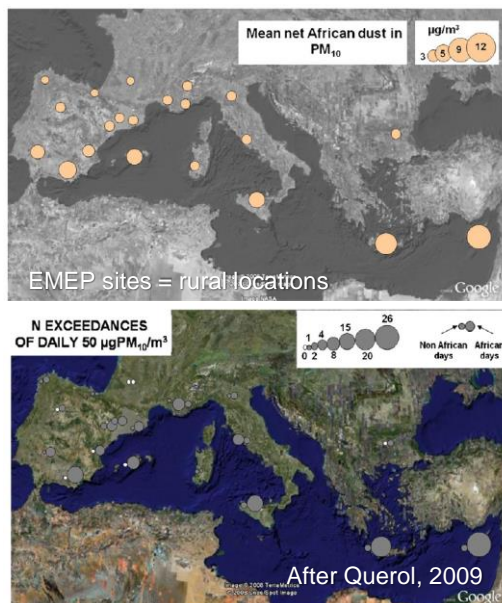 Mean net African dust in
PM₁₀
µg/m³
3
5
9
12
EMEP sites = rural locations
Google
N EXCEEDANCES
OF DAILY 50 µgPM₁₀/m³
0
1
2
4
8
15
20
26
Non African
days
African
days
After Querol, 2009
Google